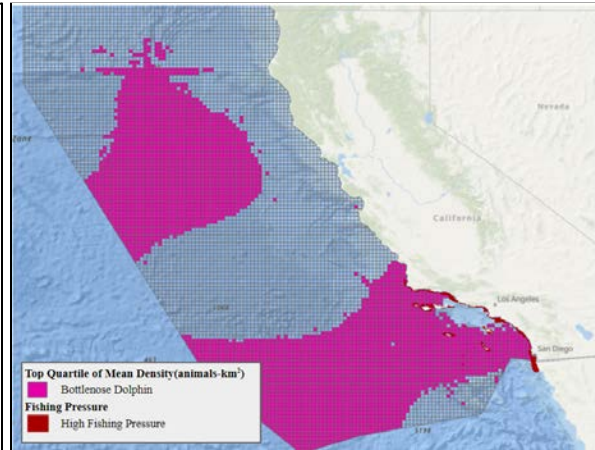 Nevada
Zone
California
Los Angeles
San Diego
Top Quartile of Mean Density(animals-km²)
Bottlenose Dolphin
Fishing Pressure
High Fishing Pressure